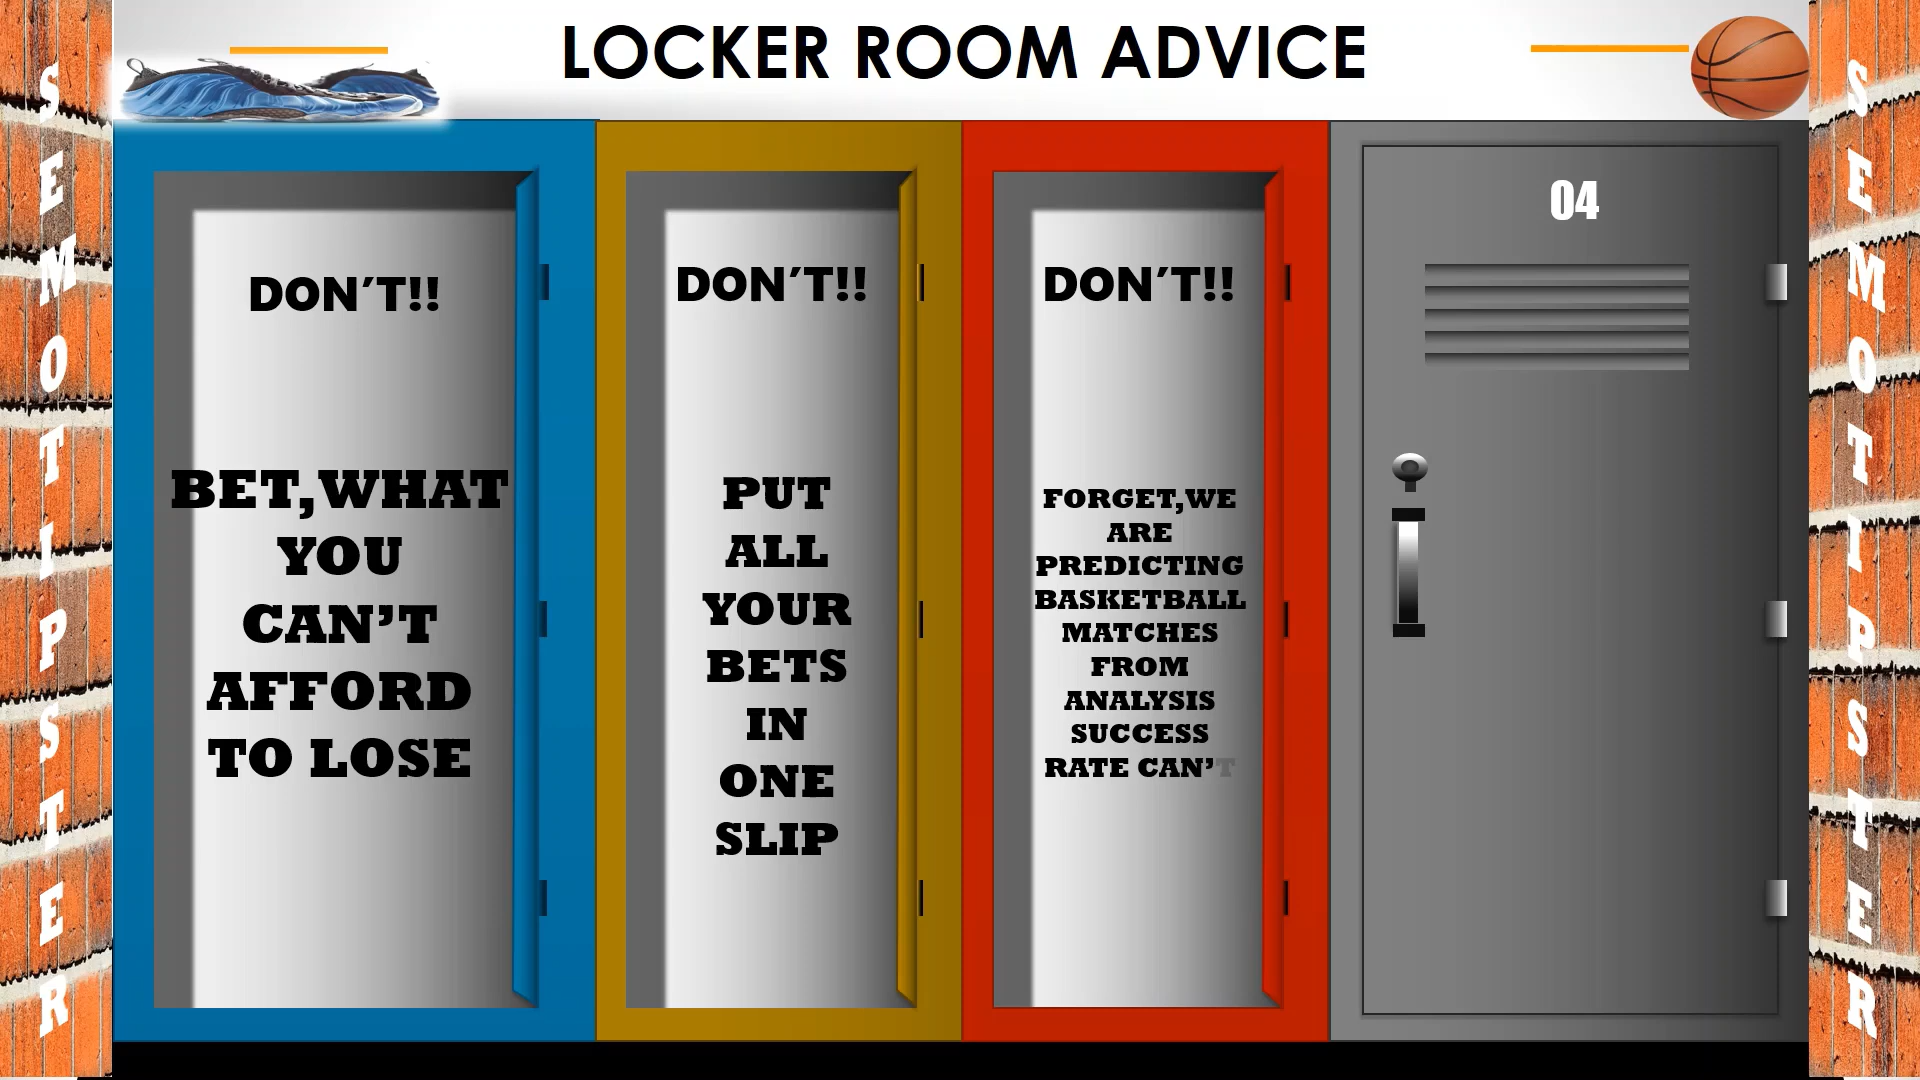 LOCKER ROOM ADVICE
SEMOTIPSTER
DON´T!!
BET,WHAT
YOU
CAN’T
AFFORD
TO LOSE
DON´T!!
PUT
ALL
YOUR
BETS
IN
ONE
SLIP
DON´T!!
FORGET,WE
ARE
PREDICTING
BASKETBALL
MATCHES
FROM
ANALYSIS
SUCCESS
RATE CAN’T
04
SEMOTIPSTER